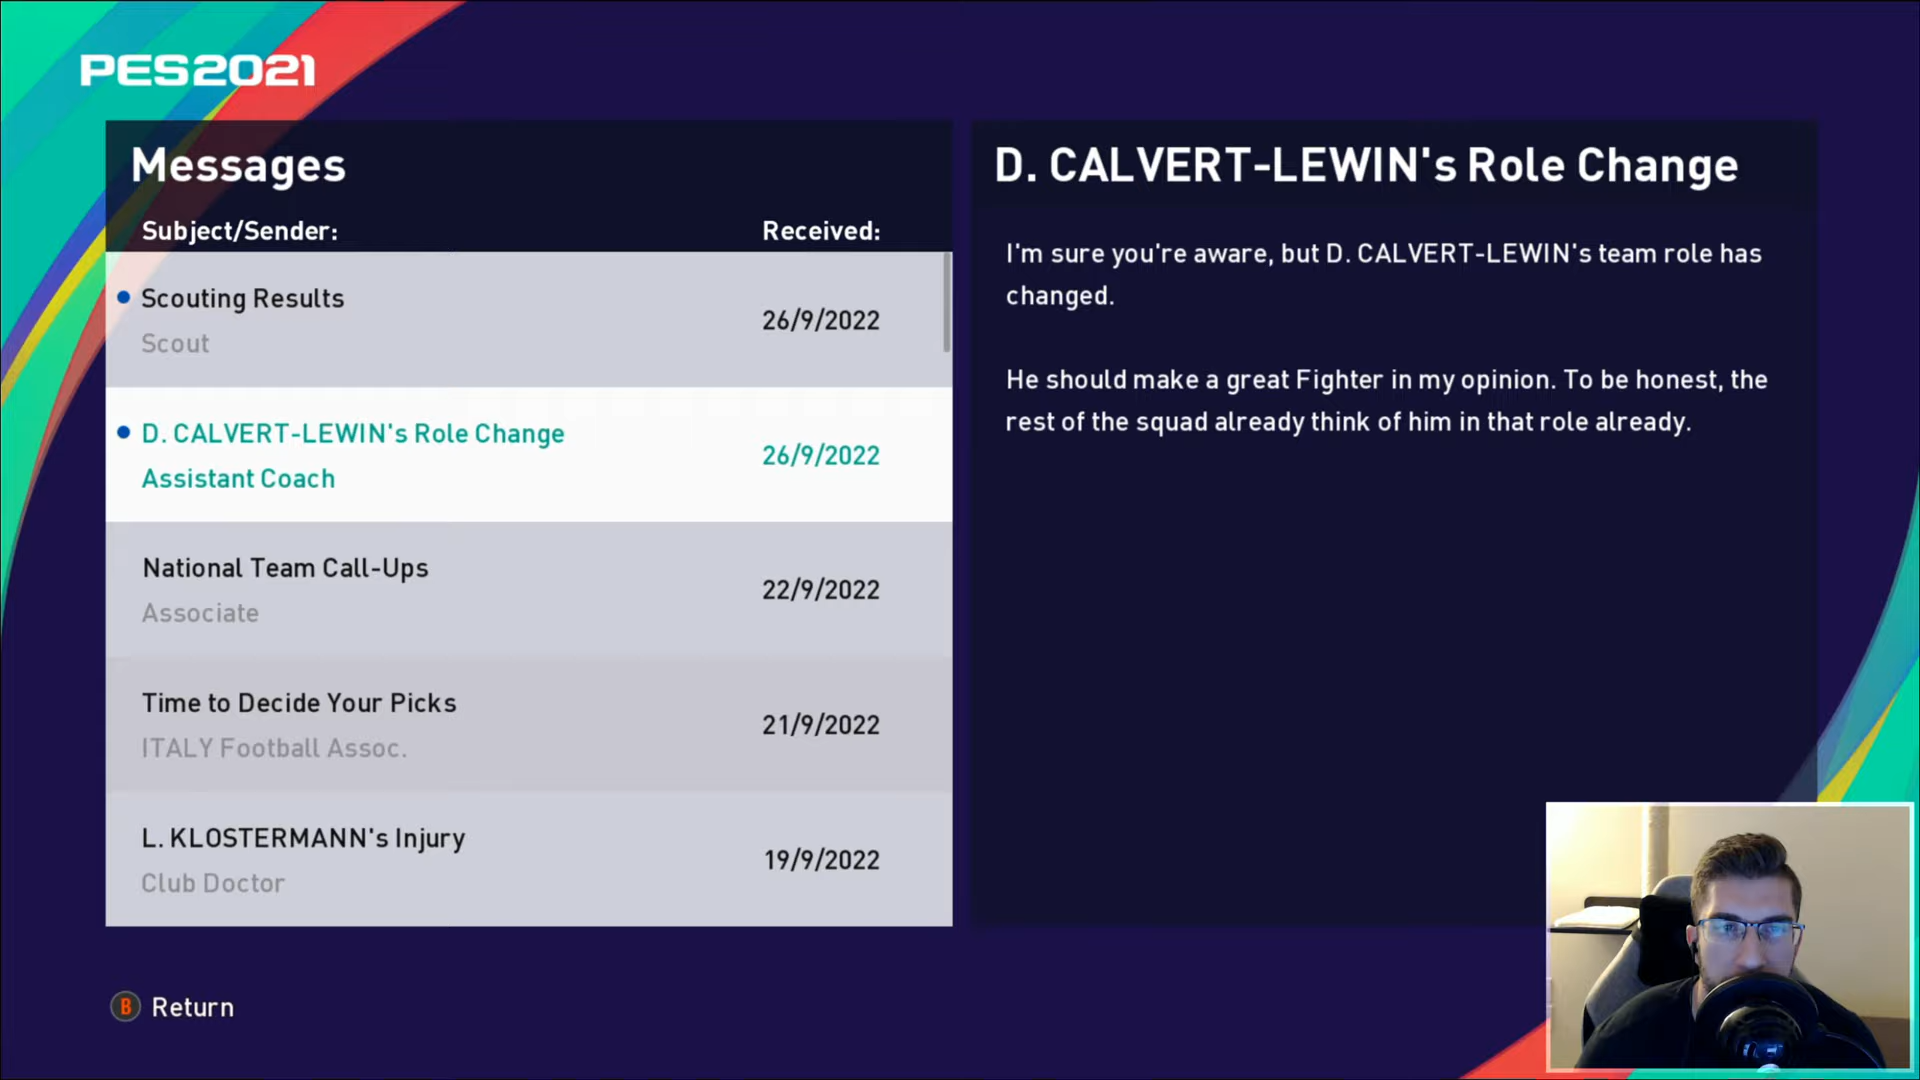 PES2021
Messages
Subject/Sender: Received:
Scouting Results
Scout
26/9/2022
D. CALVERT-LEWIN's Role Change
Assistant Coach
26/9/2022
National Team Call-Ups
Associate
22/9/2022
Time to Decide Your Picks
ITALY Football Assoc.
21/9/2022
L. KLOSTERMANN's Injury
Club Doctor
19/9/2022
D. CALVERT-LEWIN's Role Change
I'm sure you're aware, but D. CALVERT-LEWIN's team role has
changed.
He should make a great Fighter in my opinion. To be honest, the
rest of the squad already think of him in that role already.
B Return